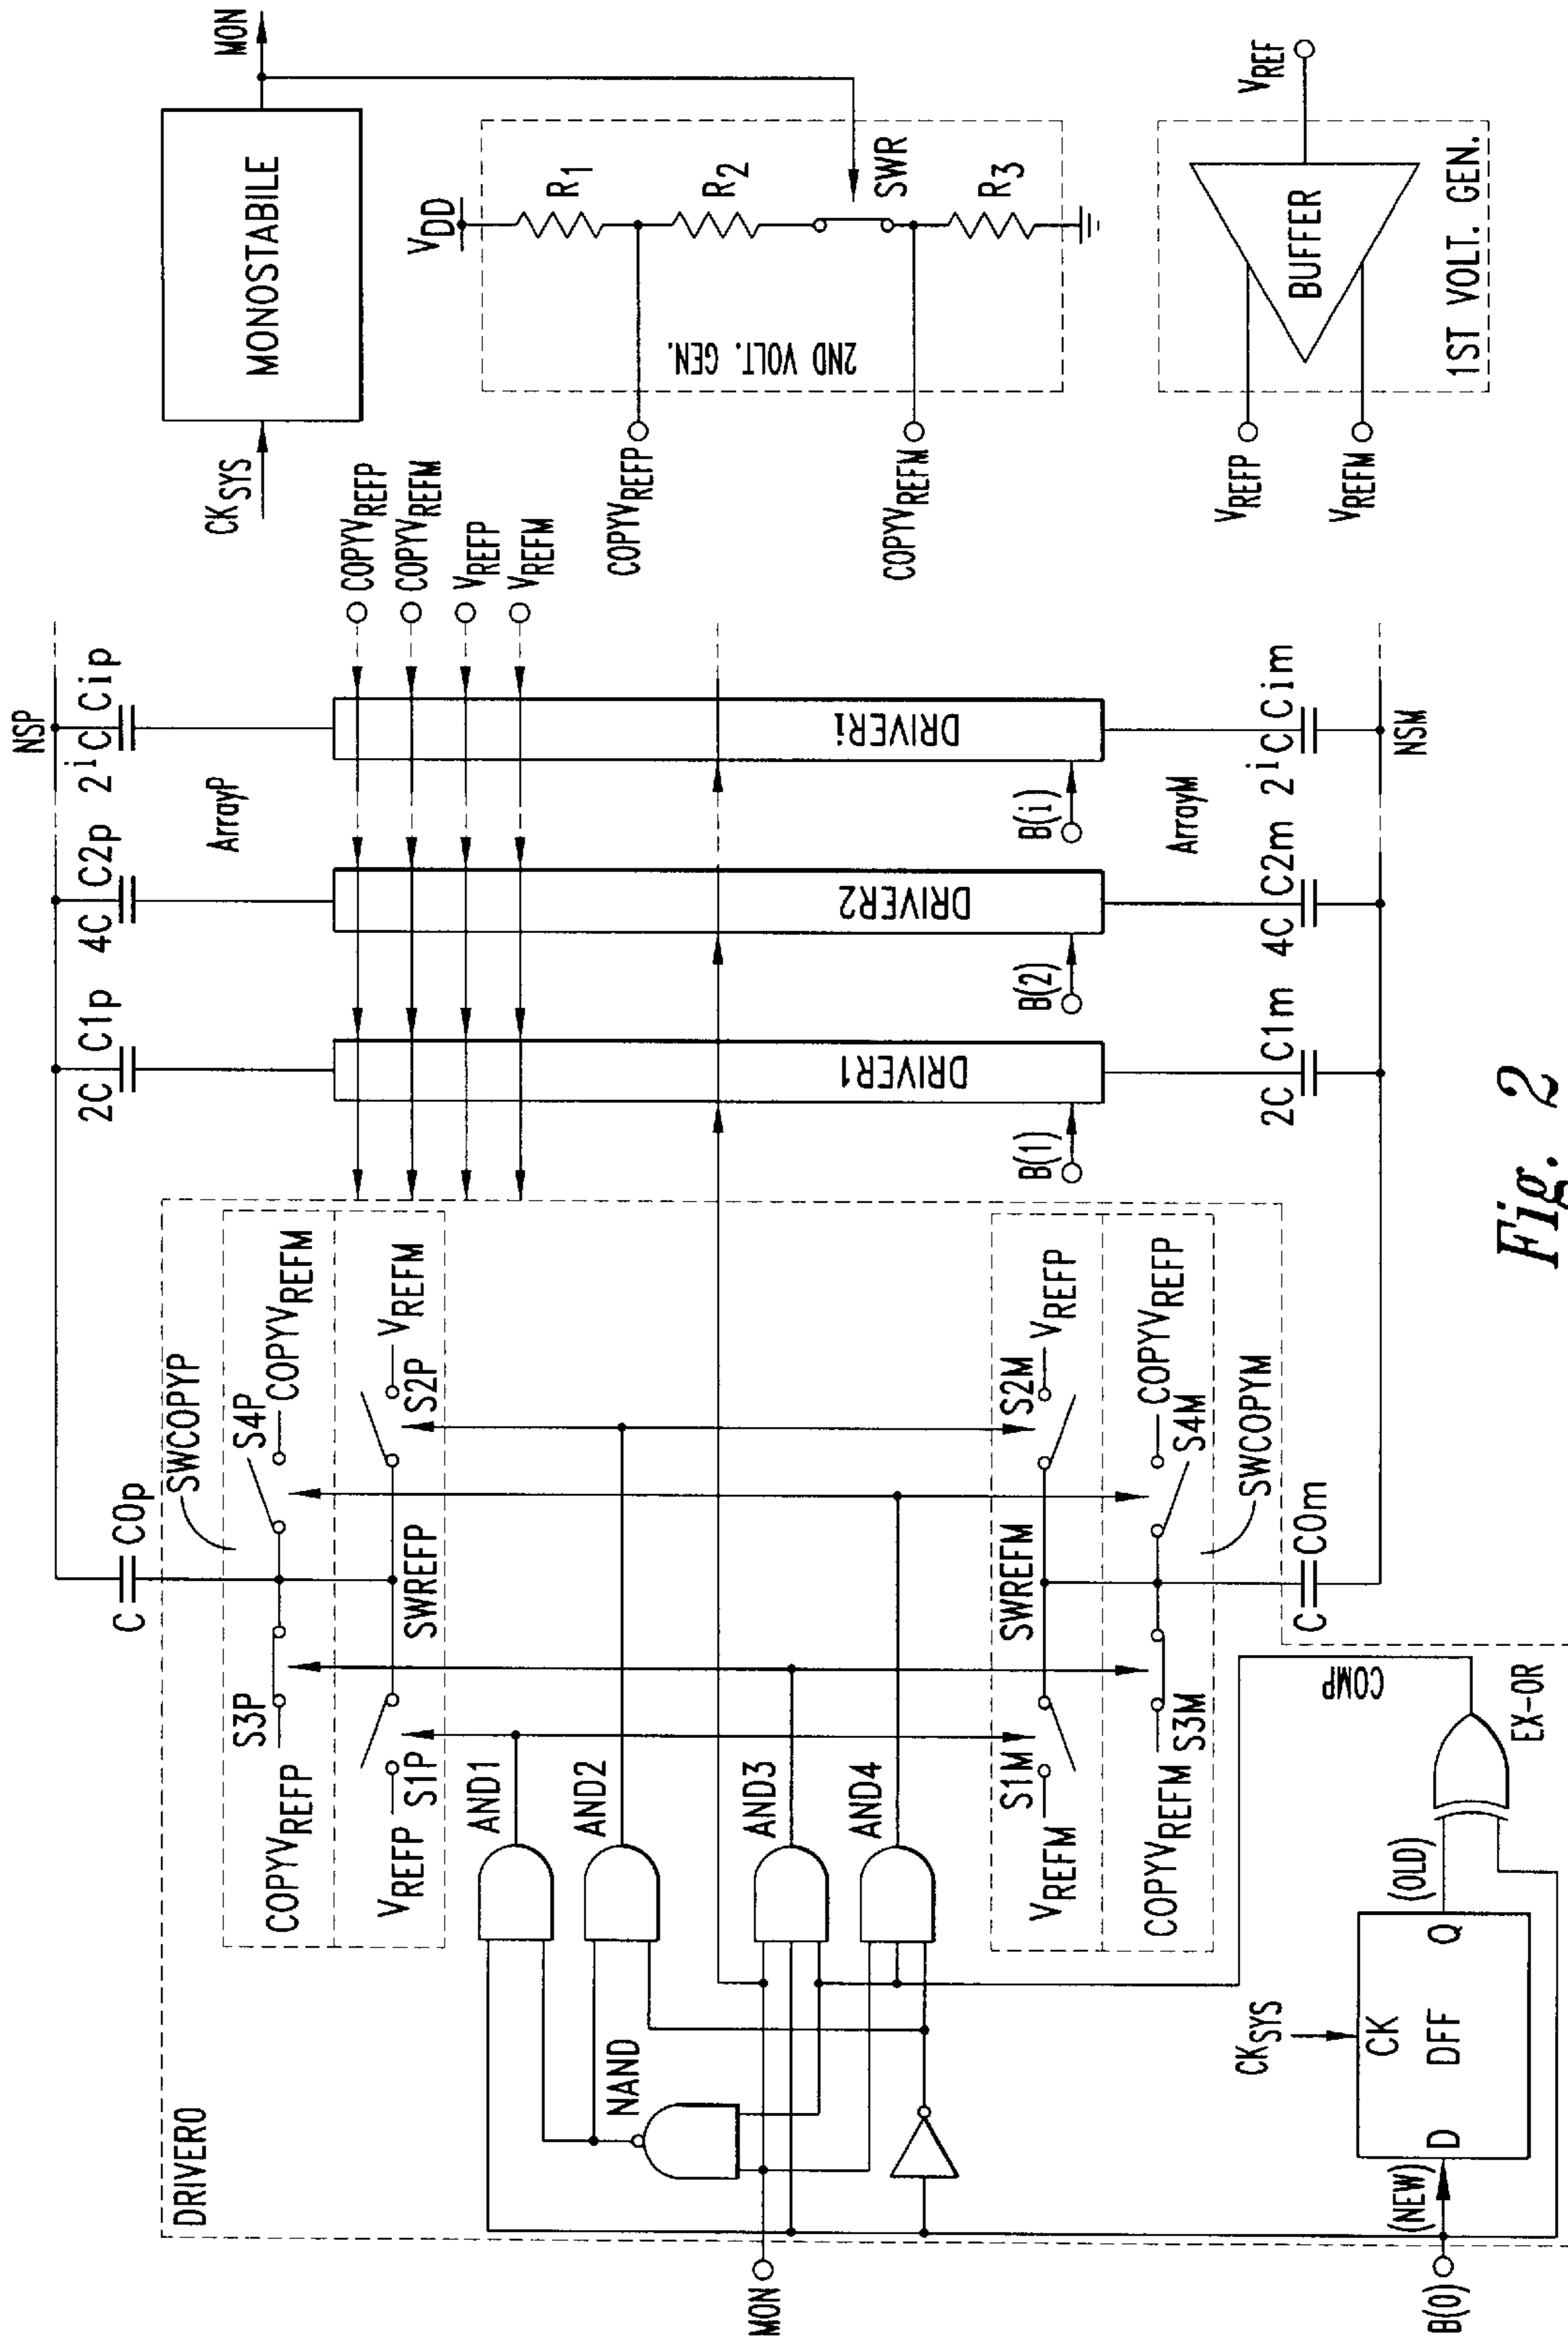 DRIVER0
MON
B(0)
(NEW)
D
Q
CK
DFF
CKSYS
(OLD)
EX-OR
COMP
NAND
AND1
AND2
AND3
AND4
C
C0p
SWCOPYP
S3P
S4P
COPYVREFP
COPYVREFM
VREFP
S1P
SWREFP
S2P
VREFM
S1M
VREFM
SWREFM
S2M
VREFP
COPYVREFM
S3M
S4M
COPYVREFP
SWCOPYM
C
C0m
2C C1p
4C C2p
2iC Cip
NSP
ArrayP
COPYVREFP
COPYVREFM
VREFP
VREFM
DRIVER1
DRIVER2
DRIVERi
B(1)
B(2)
B(i)
ArrayM
2C C1m
4C C2m
2iC Cim
NSM
CKSYS
MONOSTABILE
MON
VDD
R1
R2
SWR
R3
2ND VOLT. GEN.
COPYVREFP
COPYVREFM
VREFP
VREFM
BUFFER
VREF
1ST VOLT. GEN.
Fig. 2